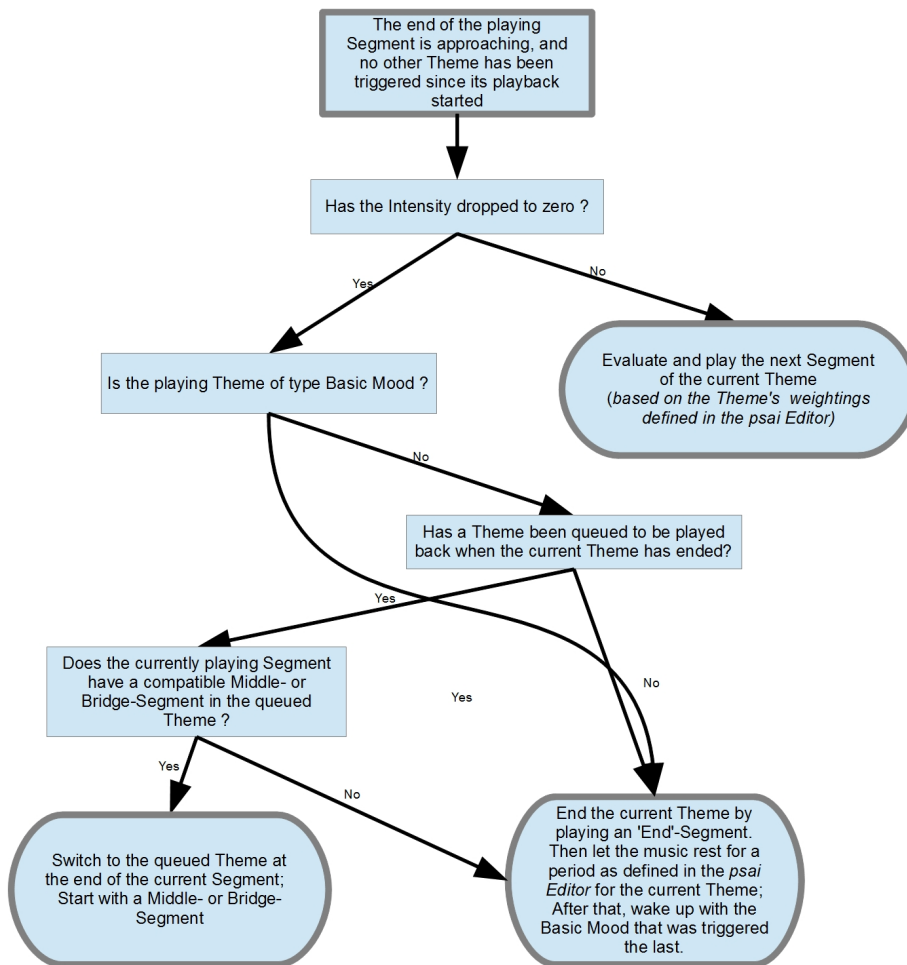 The end of the playing
Segment is approaching, and
no other Theme has been
triggered since its playback
started
Has the Intensity dropped to zero ?
Yes
No
Is the playing Theme of type Basic Mood ?
Evaluate and play the next Segment
of the current Theme
(based on the Theme's weightings
defined in the psai Editor)
No
Has a Theme been queued to be played
back when the current Theme has ended?
Yes
Does the currently playing Segment
have a compatible Middle- or
Bridge-Segment in the queued
Theme ?
No
Yes
Yes
No
Switch to the queued Theme at
the end of the current Segment;
Start with a Middle- or Bridge-
Segment
End the current Theme by
playing an 'End'-Segment.
Then let the music rest for a
period as defined in the psai
Editor for the current Theme;
After that, wake up with the
Basic Mood that was triggered
the last.